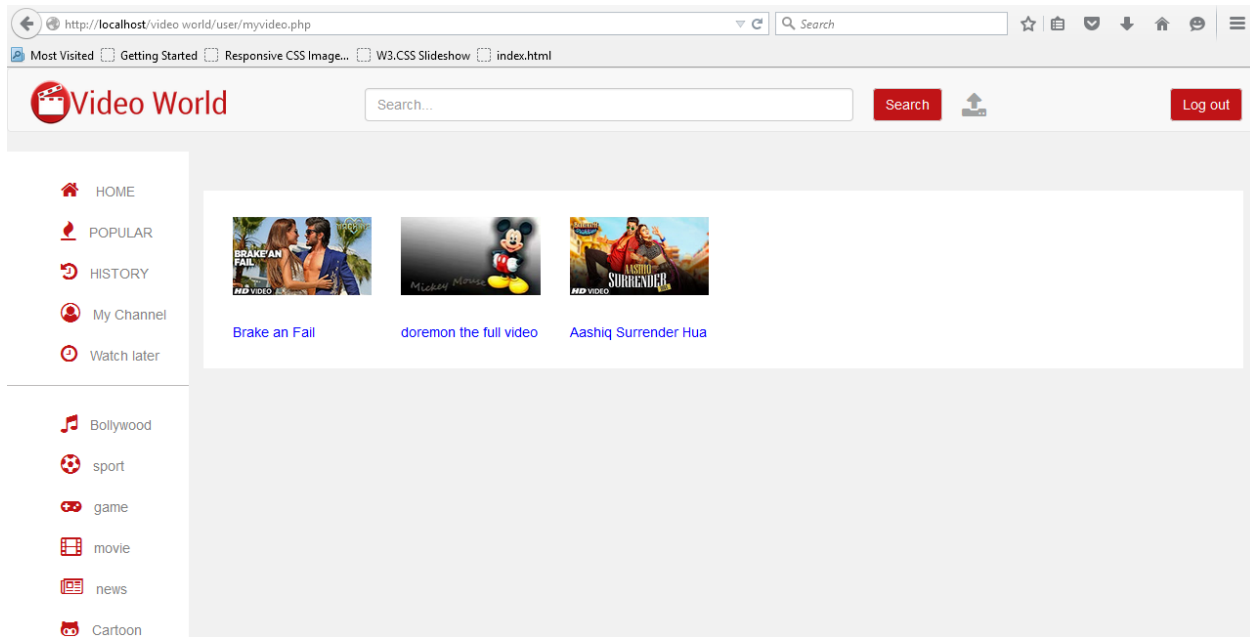 http://localhost/video world/user/myvideo.php
Search
Most Visited Getting Started Responsive CSS Image... W3.CSS Slideshow index.html
Video World
Search...
Search
Log out
HOME
POPULAR
HISTORY
My Channel
Watch later
Bollywood
sport
game
movie
news
Cartoon
BRAKE AN
FAIL
HD VIDEO
Mickey Mouse
AASHIQ
SURRENDER
HD VIDEO
Brake an Fail
doremon the full video
Aashiq Surrender Hua